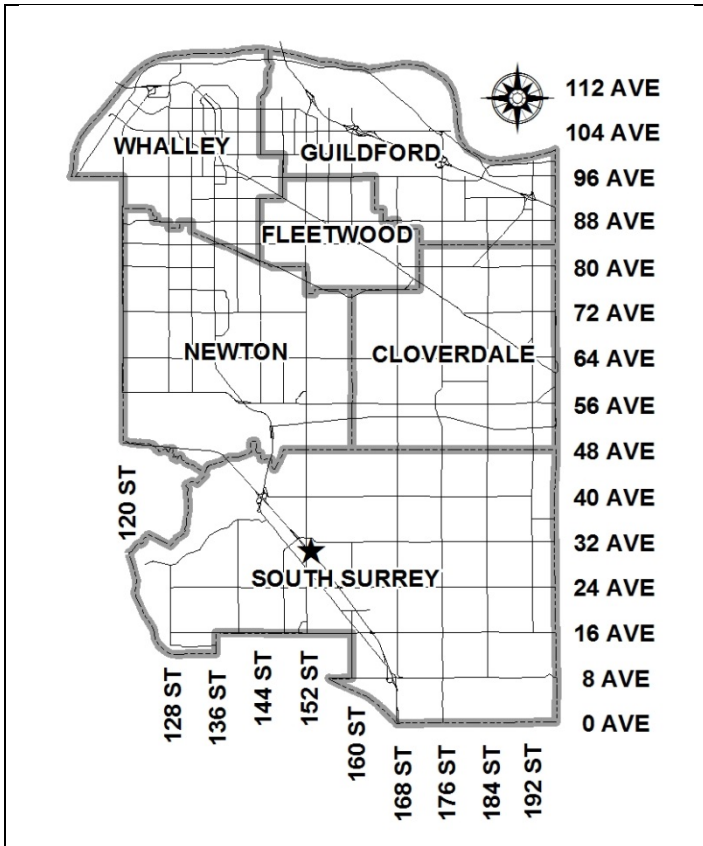 112 AVE
104 AVE
WHALLEY
GUILDFORD
96 AVE
88 AVE
FLEETWOOD
80 AVE
72 AVE
NEWTON
CLOVERDALE
64 AVE
56 AVE
48 AVE
120 ST
40 AVE
32 AVE
SOUTH SURREY
24 AVE
16 AVE
128 ST
136 ST
144 ST
152 ST
160 ST
8 AVE
0 AVE
168 ST
176 ST
184 ST
192 ST